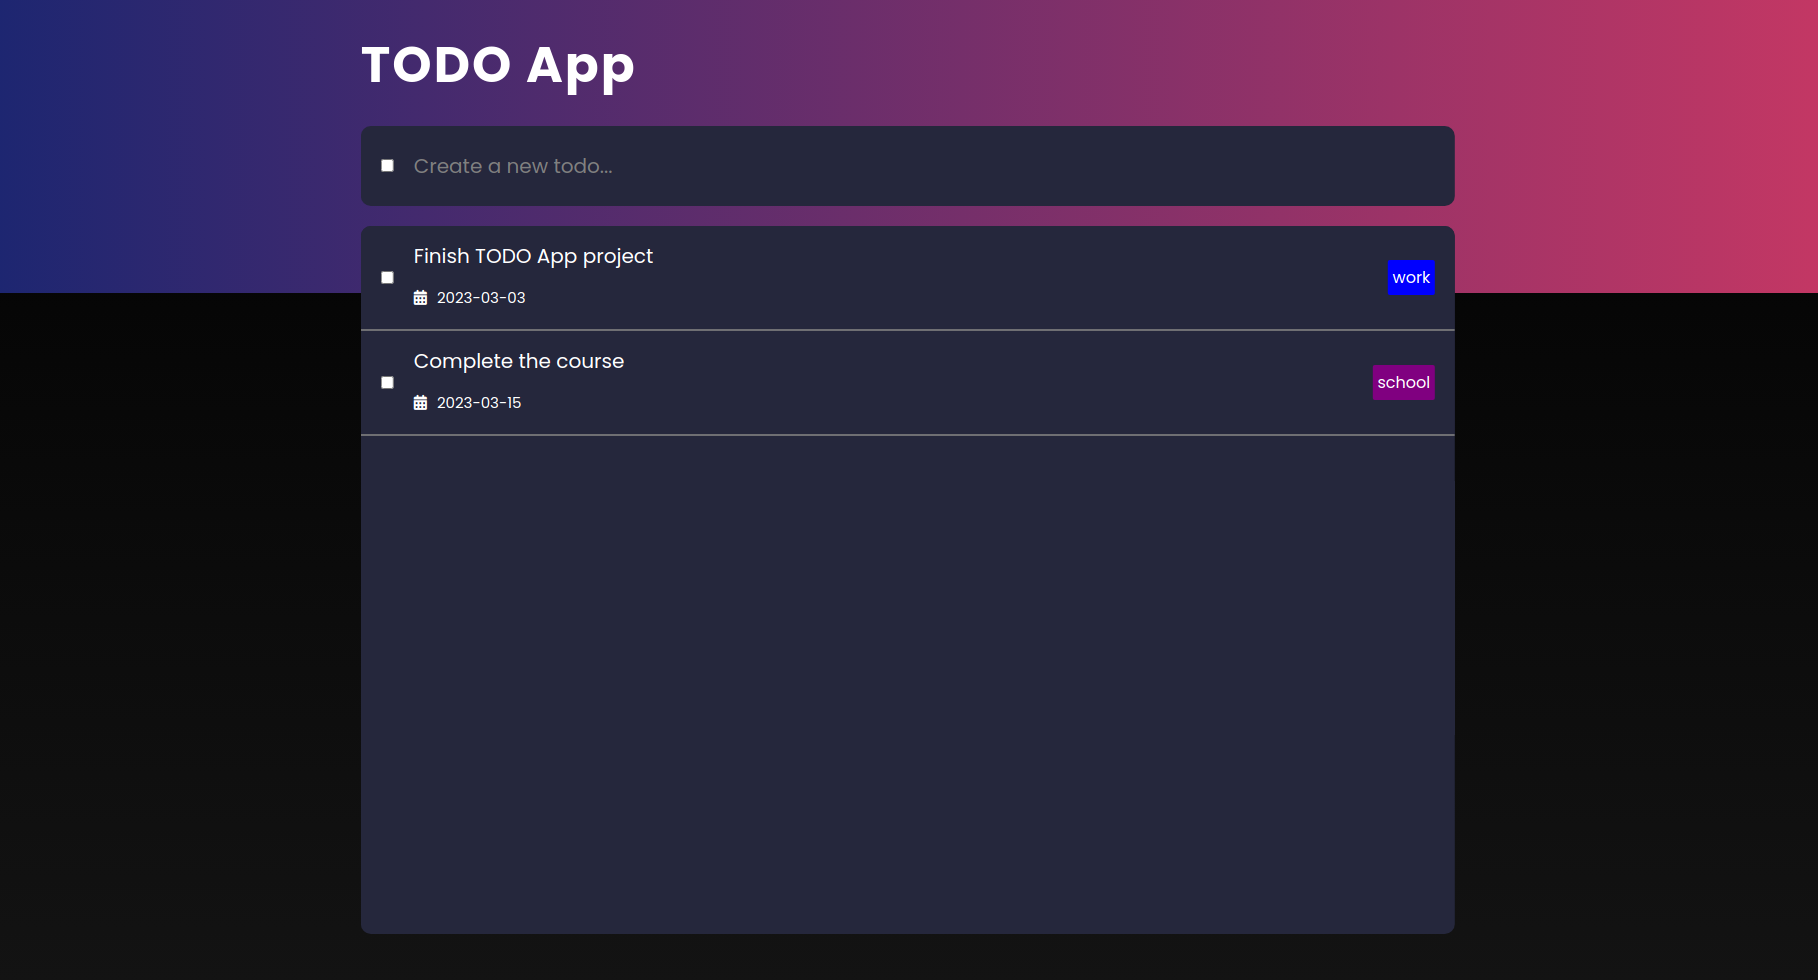 TODO App
Create a new todo...
Finish TODO App project
2023-03-03
work
Complete the course
2023-03-15
school